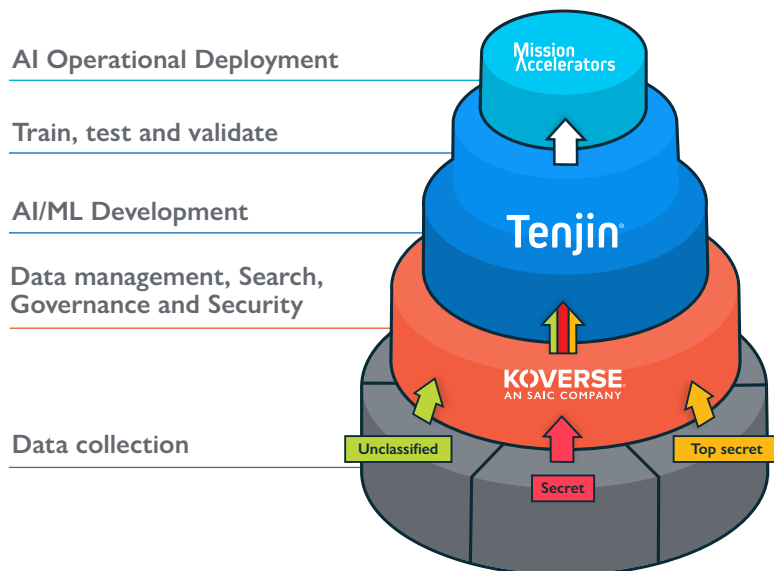 AI Operational Deployment
Mission
Accelerators
Train, test and validate
AI/ML Development
Tenjin®
Data management, Search,
Governance and Security
KOVERSE®
AN SAIC COMPANY
Data collection
Unclassified
Secret
Top secret